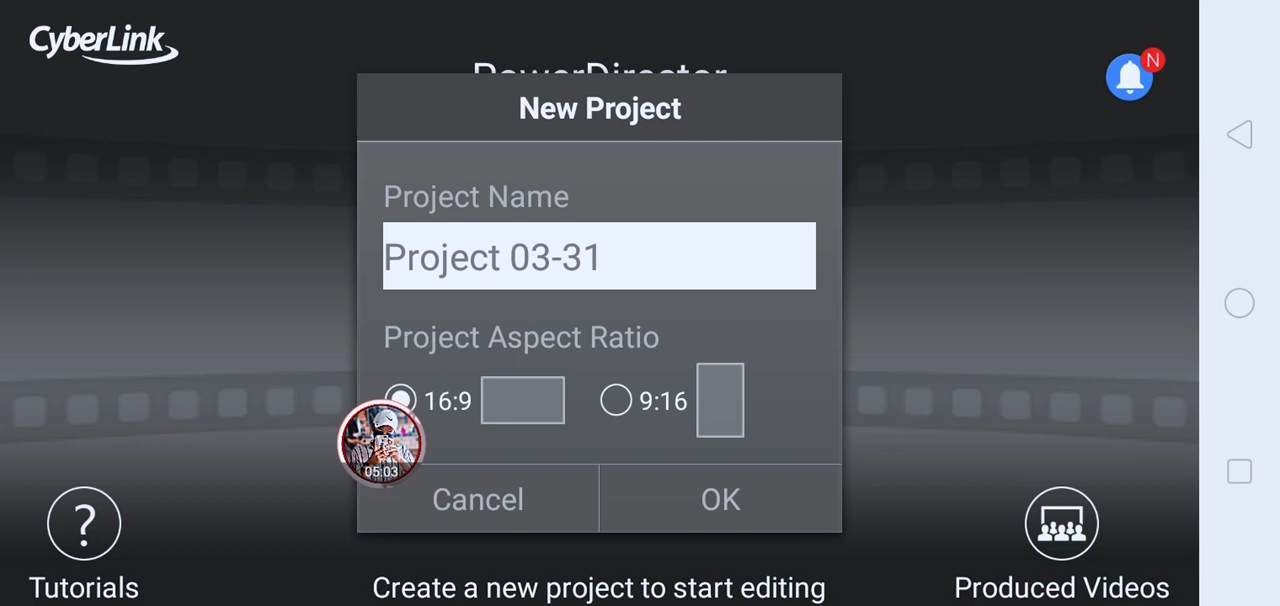 CyberLink
PowerDirector
N
New Project
Project Name
Project 03-31
Project Aspect Ratio
16:9
9:16
05:03
Cancel
OK
?
Tutorials
Create a new project to start editing
Produced Videos